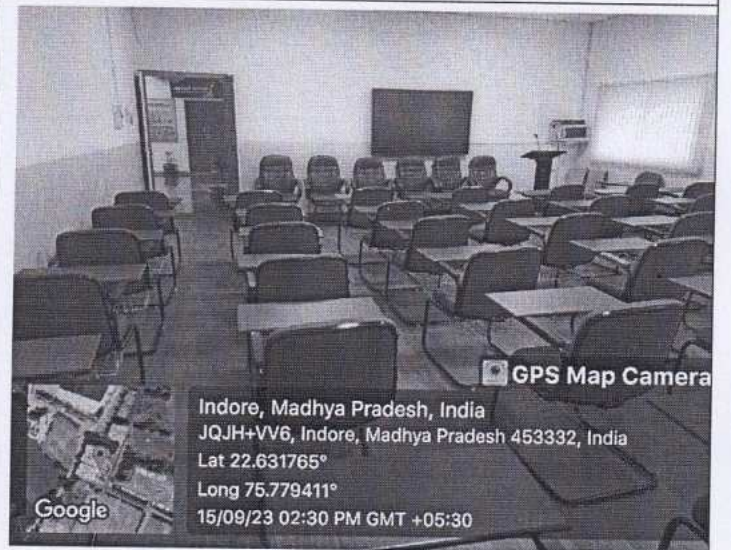 GPS Map Camera
Indore, Madhya Pradesh, India
JQJH+VV6, Indore, Madhya Pradesh 453332, India
Lat 22.631765°
Long 75.779411°
15/09/23 02:30 PM GMT +05:30
Google